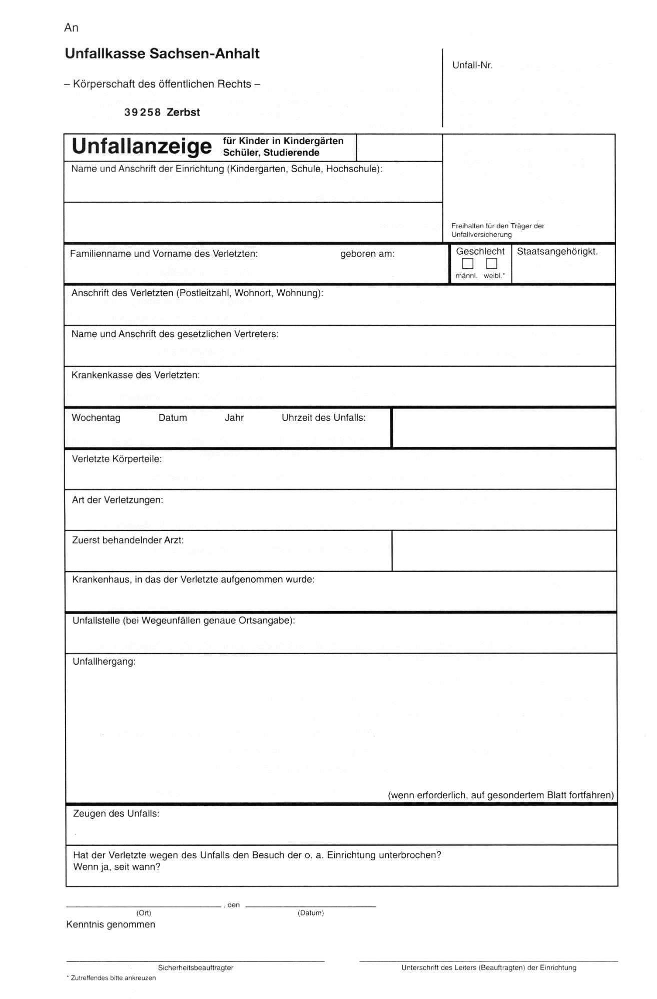 An
Unfallkasse Sachsen-Anhalt
Unfall-Nr.
– Körperschaft des öffentlichen Rechts –
39258 Zerbst
Unfallanzeige
für Kinder in Kindergärten
Schüler, Studierende
Name und Anschrift der Einrichtung (Kindergarten, Schule, Hochschule):
Freihalten für den Träger der
Unfallversicherung
Familienname und Vorname des Verletzten: geboren am:
Geschlecht
männl. weibl.*
Staatsangehörigkt.
Anschrift des Verletzten (Postleitzahl, Wohnort, Wohnung):
Name und Anschrift des gesetzlichen Vertreters:
Krankenkasse des Verletzten:
Wochentag Datum Jahr Uhrzeit des Unfalls:
Verletzte Körperteile:
Art der Verletzungen:
Zuerst behandelnder Arzt:
Krankenhaus, in das der Verletzte aufgenommen wurde:
Unfallstelle (bei Wegeunfällen genaue Ortsangabe):
Unfallhergang:
(wenn erforderlich, auf gesondertem Blatt fortfahren)
Zeugen des Unfalls:
Hat der Verletzte wegen des Unfalls den Besuch der o. a. Einrichtung unterbrochen?
Wenn ja, seit wann?
, den
(Ort) (Datum)
Kenntnis genommen
Sicherheitsbeauftragter Unterschrift des Leiters (Beauftragten) der Einrichtung
* Zutreffendes bitte ankreuzen